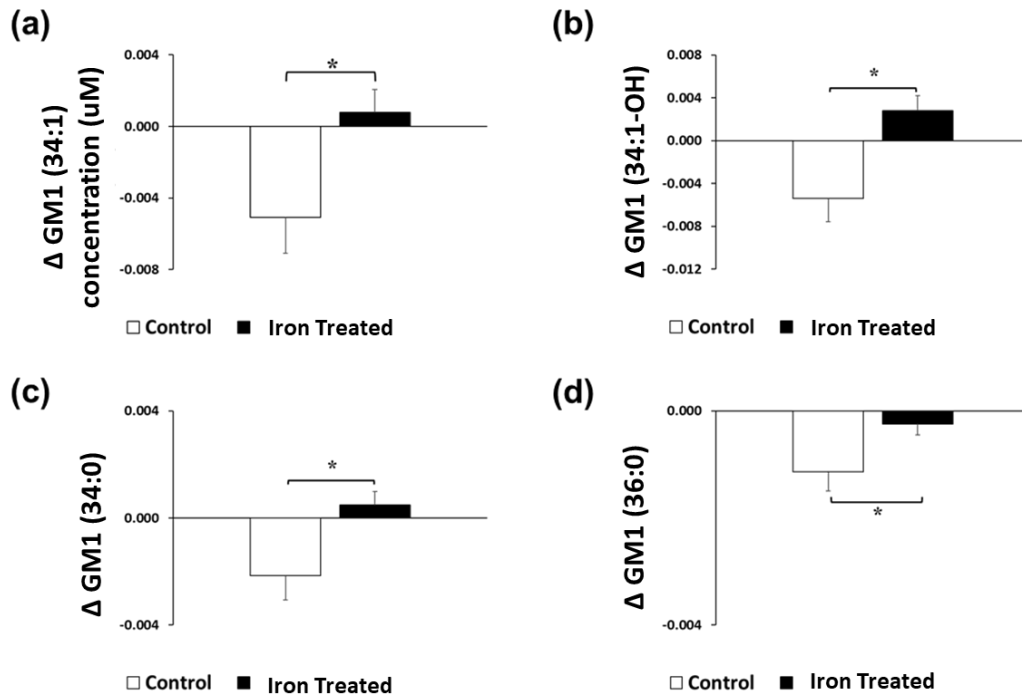 (a)
Δ GM1 (34:1)
concentration (uM)
0.004
0.000
-0.004
-0.008
*
Control Iron Treated
(b)
Δ GM1 (34:1-OH)
0.008
0.004
0.000
-0.004
-0.008
-0.012
*
Control Iron Treated
(c)
Δ GM1 (34:0)
0.004
0.000
-0.004
*
Control Iron Treated
(d)
Δ GM1 (36:0)
0.000
-0.004
*
Control Iron Treated